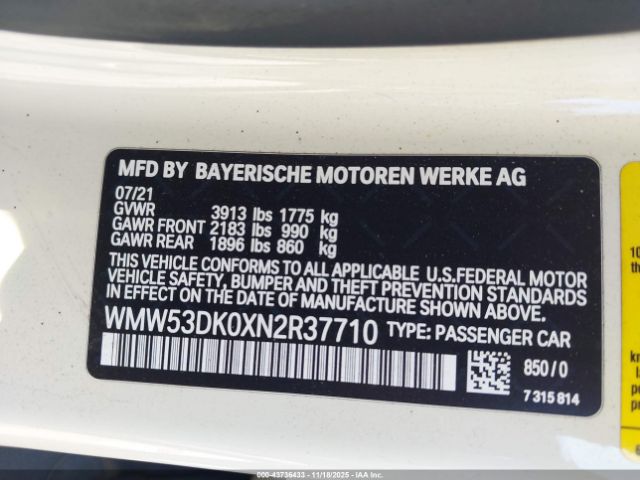 MFD BY BAYERISCHE MOTOREN WERKE AG
07/21
GVWR 3913 lbs 1775 kg
GAWR FRONT 2183 lbs 990 kg
GAWR REAR 1896 lbs 860 kg
THIS VEHICLE CONFORMS TO ALL APPLICABLE U.S.FEDERAL MOTOR
VEHICLE SAFETY, BUMPER AND THEFT PREVENTION STANDARDS
IN EFFECT ON THE DATE OF MANUFACTURE SHOWN ABOVE.
WMW53DK0XN2R37710 TYPE: PASSENGER CAR
850/0
7315814
000-43736433 - 11/18/2025 - IAA Inc.